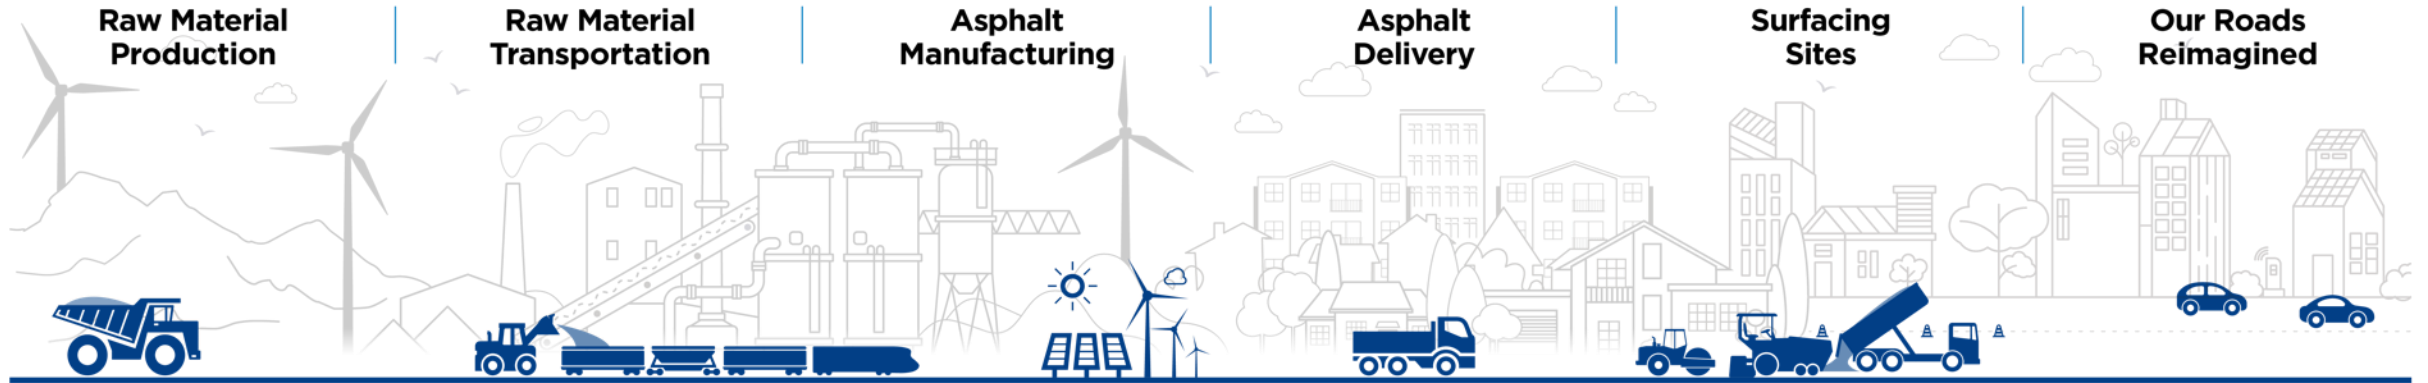 Raw Material
Production
Raw Material
Transportation
Asphalt
Manufacturing
Asphalt
Delivery
Surfacing
Sites
Our Roads
Reimagined